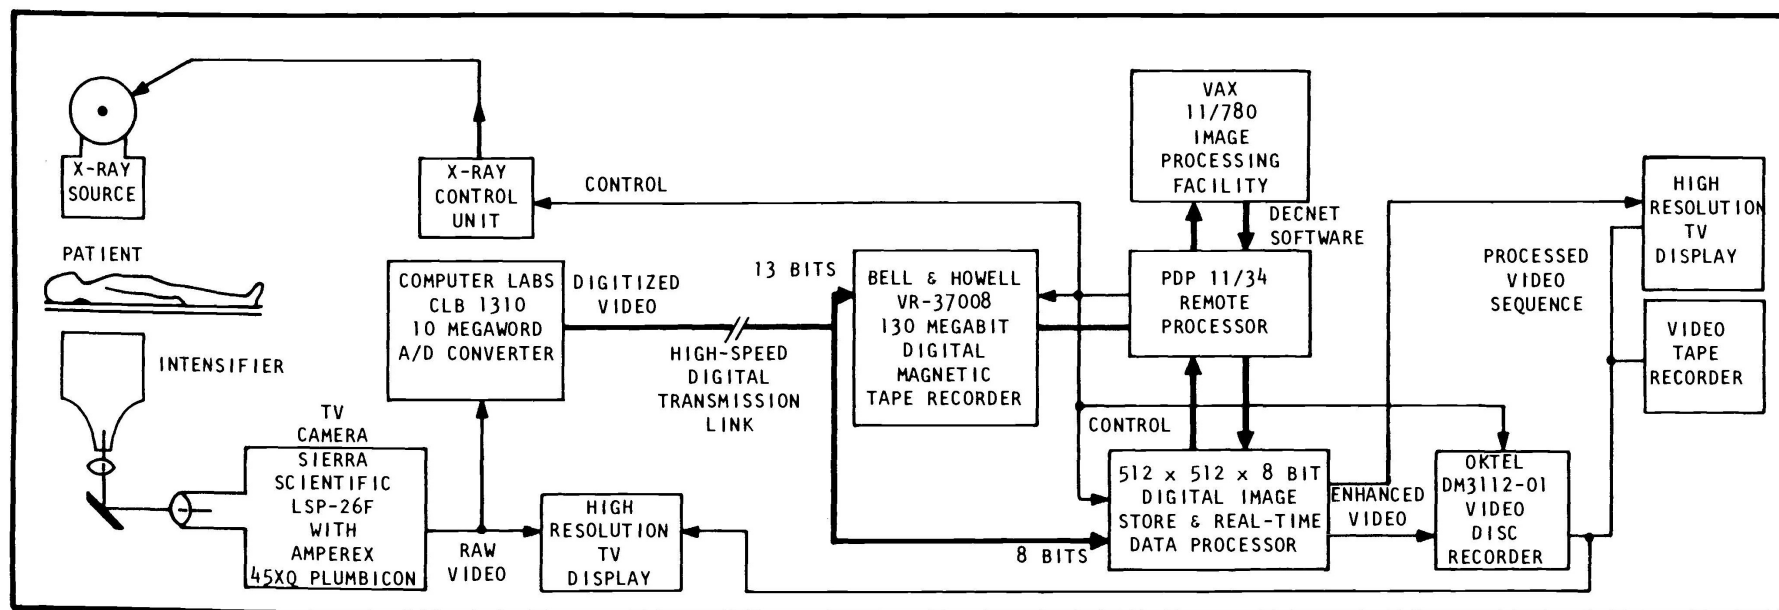 X-RAY
SOURCE
PATIENT
INTENSIFIER
TV
CAMERA
SIERRA
SCIENTIFIC
LSP-26F
WITH
AMPEREX
45XQ PLUMBICON
X-RAY
CONTROL
UNIT
CONTROL
COMPUTER LABS
CLB 1310
10 MEGAWORD
A/D CONVERTER
DIGITIZED
VIDEO
RAW
VIDEO
HIGH
RESOLUTION
TV
DISPLAY
HIGH-SPEED
DIGITAL
TRANSMISSION
LINK
13 BITS
8 BITS
BELL & HOWELL
VR-37008
130 MEGABIT
DIGITAL
MAGNETIC
TAPE RECORDER
VAX
11/780
IMAGE
PROCESSING
FACILITY
DECNET
SOFTWARE
PDP 11/34
REMOTE
PROCESSOR
CONTROL
512 x 512 x 8 BIT
DIGITAL IMAGE
STORE & REAL-TIME
DATA PROCESSOR
ENHANCED
VIDEO
OKTEL
DM3112-01
VIDEO
DISC
RECORDER
PROCESSED
VIDEO
SEQUENCE
HIGH
RESOLUTION
TV
DISPLAY
VIDEO
TAPE
RECORDER